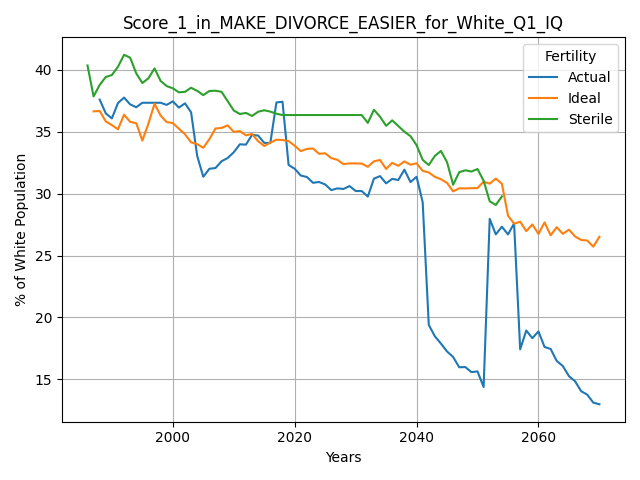 Score_1_in_MAKE_DIVORCE_EASIER_for_White_Q1_IQ
Fertility
Actual
Ideal
Sterile
% of White Population
40
35
30
25
20
15
2000
2020
2040
2060
Years